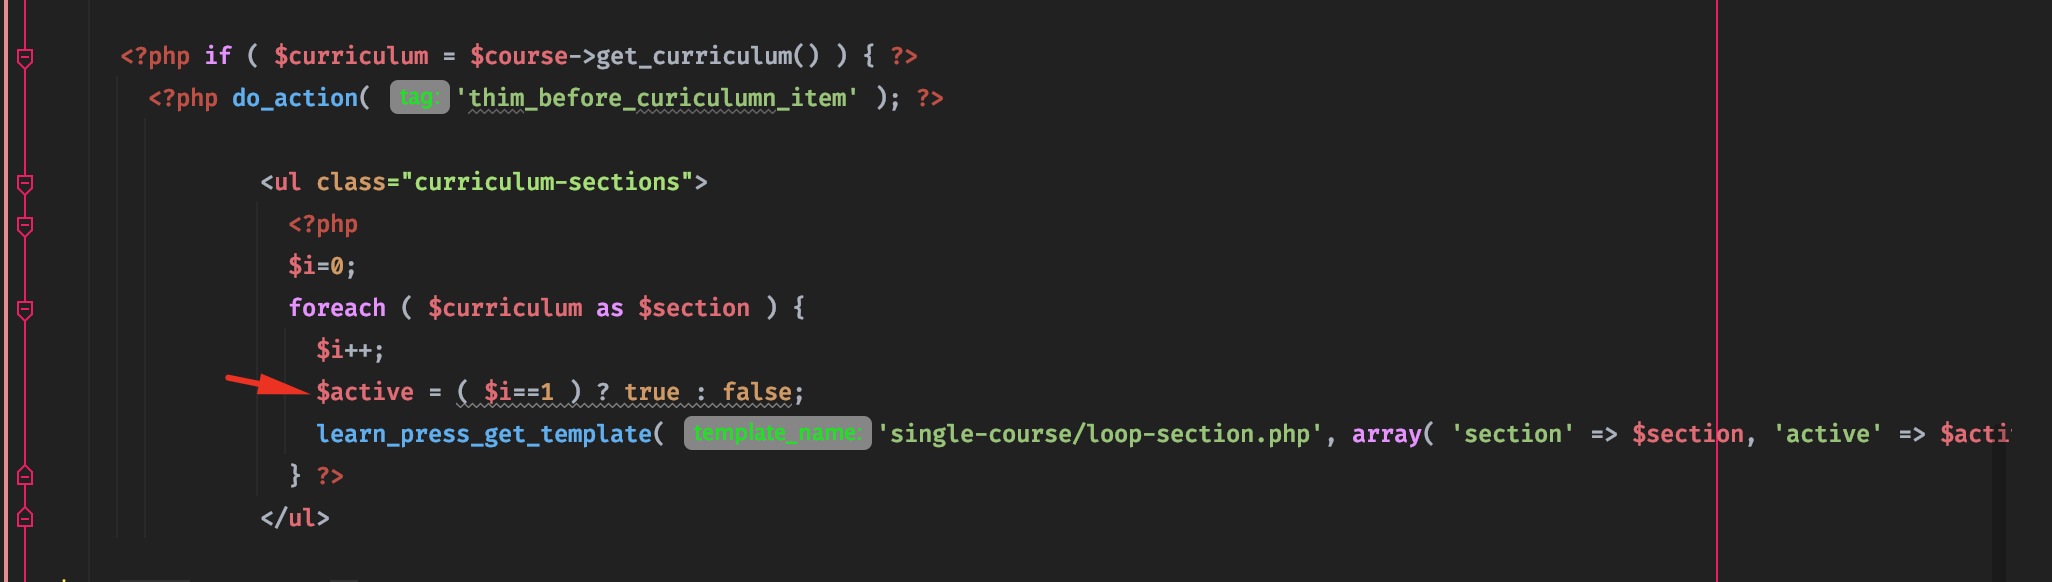 <?php if ( $curriculum = $course->get_curriculum() ) { ?>
<?php do_action( tag: 'thim_before_curiculumn_item' ); ?>
<ul class="curriculum-sections">
<?php
$i=0;
foreach ( $curriculum as $section ) {
$i++;
$active = ( $i==1 ) ? true : false;
learn_press_get_template( template_name: 'single-course/loop-section.php', array( 'section' => $section, 'active' => $acti
} ?>
</ul>